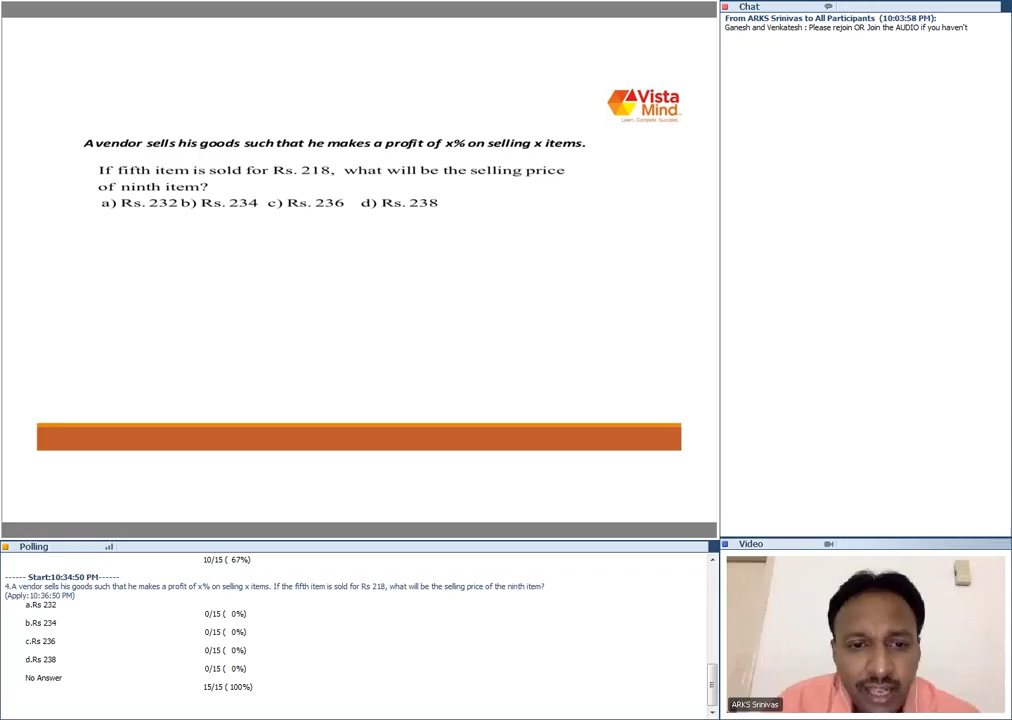 Vista
Mind
Learn. Compete. Succeed.
A vendor sells his goods such that he makes a profit of x% on selling x items.
If fifth item is sold for Rs. 218, what will be the selling price
of ninth item?
a) Rs. 232 b) Rs. 234 c) Rs. 236 d) Rs. 238
Chat
From ARKS Srinivas to All Participants (10:03:58 PM):
Ganesh and Venkatesh : Please rejoin OR Join the AUDIO if you haven't
Polling
10/15 ( 67%)
------ Start:10:34:50 PM------
4.A vendor sells his goods such that he makes a profit of x% on selling x items. If the fifth item is sold for Rs 218, what will be the selling price of the ninth item?
(Apply:10:36:50 PM)
a.Rs 232
0/15 ( 0%)
b.Rs 234
0/15 ( 0%)
c.Rs 236
0/15 ( 0%)
d.Rs 238
0/15 ( 0%)
No Answer
15/15 ( 100%)
Video
ARKS Srinivas